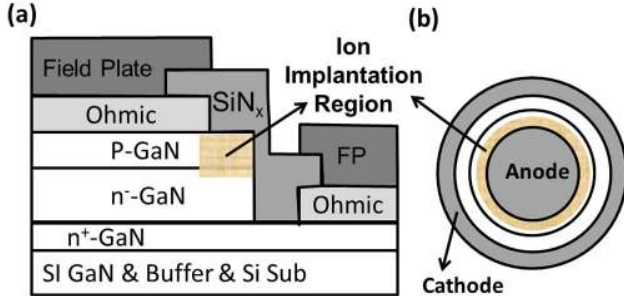 (a)
(b)
Field Plate
SiNₓ
Ion
Implantation
Region
Ohmic
P-GaN
FP
Anode
n⁻-GaN
Ohmic
n⁺-GaN
SI GaN & Buffer & Si Sub
Cathode